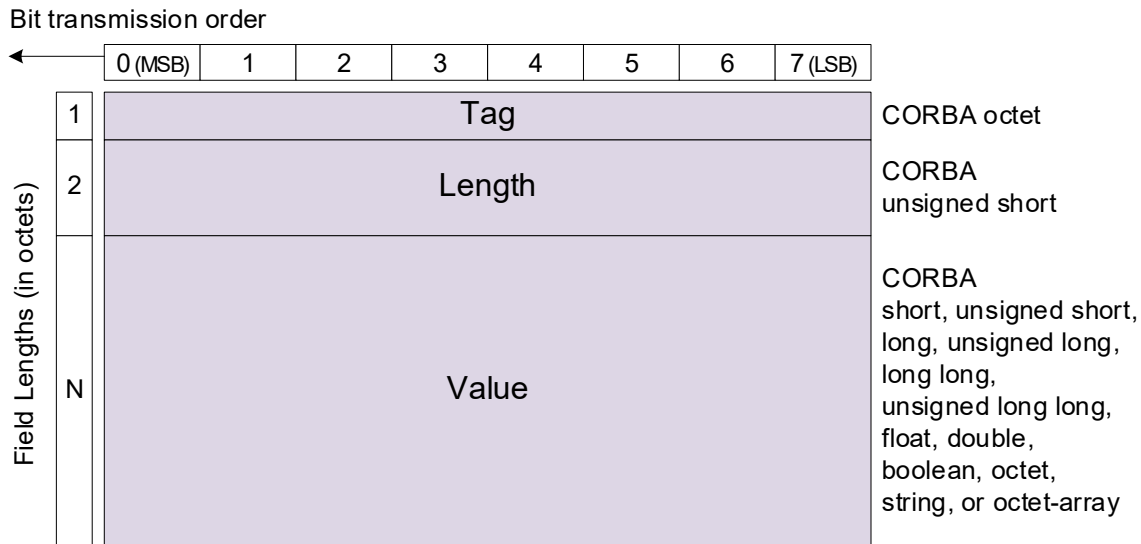 Bit transmission order
0 (MSB) 1 2 3 4 5 6 7 (LSB)
Field Lengths (in octets)
1 Tag CORBA octet
2 Length CORBA
unsigned short
N Value CORBA
short, unsigned short,
long, unsigned long,
long long,
unsigned long long,
float, double,
boolean, octet,
string, or octet-array